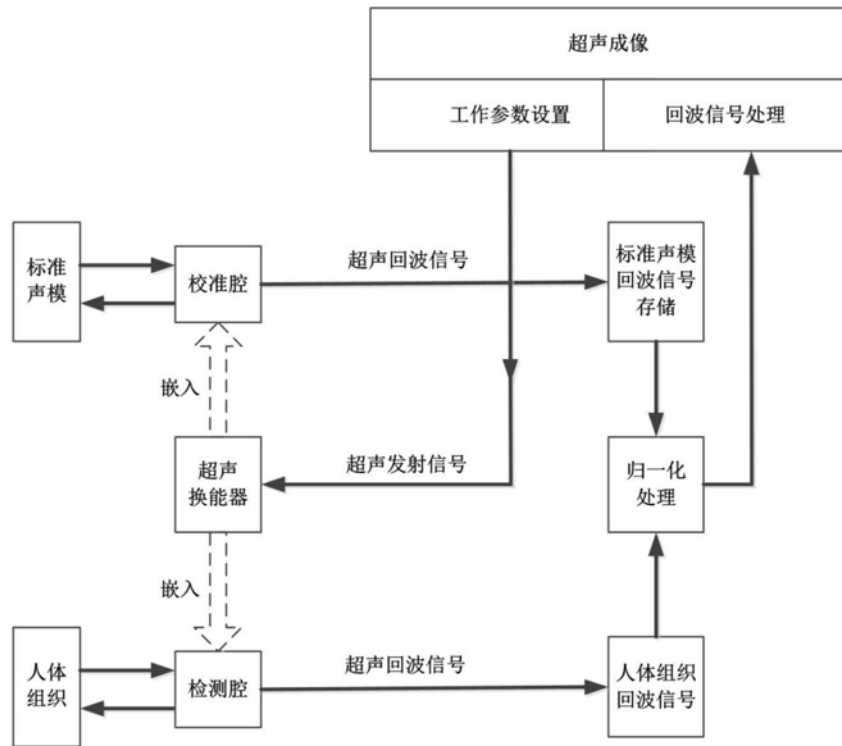 超声成像
工作参数设置
回波信号处理
标准
声模
校准腔
超声回波信号
标准声模
回波信号
存储
嵌入
超声
换能器
超声发射信号
归一化
处理
嵌入
人体
组织
检测腔
超声回波信号
人体组织
回波信号